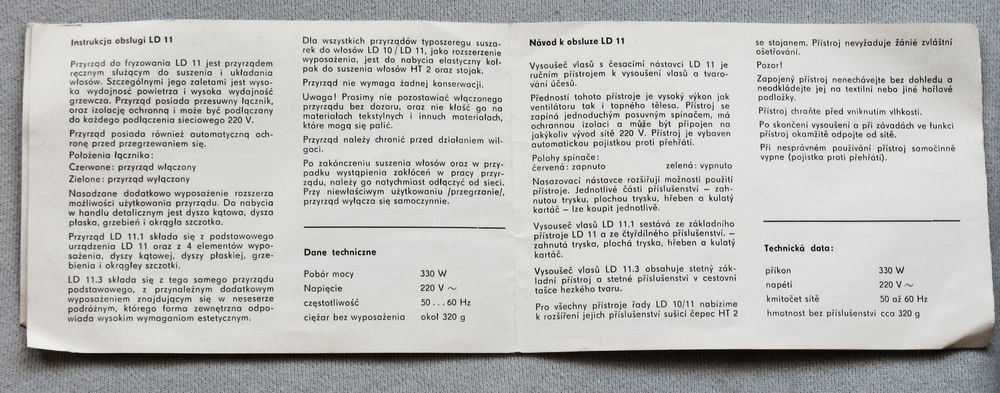 Instrukcja obsługi LD 11
Przyrząd do fryzowania LD 11 jest przyrządem
ręcznym służącym do suszenia i układania
włosów. Szczególnymi jego zaletami jest wyso-
ka wydajność powietrza i wysoka wydajność
grzewcza. Przyrząd posiada przesuwny łącznik,
oraz izolację ochronną i może być podłączany
do każdego podłączenia sieciowego 220 V.
Przyrząd posiada również automatyczną och-
ronę przed przegrzewaniem się.
Położenia łącznika:
Czerwone: przyrząd włączony
Zielone: przyrząd wyłączony
Nasadzane dodatkowo wyposażenie rozszerza
możliwości użytkowania przyrządu. Do nabycia
w handlu detalicznym jest dysza kątowa, dysza
płaska, grzebień i okrągła szczotka.
Przyrząd LD 11.1 składa się z podstawowego
urządzenia LD 11 oraz z 4 elementów wypo-
sażenia, dyszy kątowej, dyszy płaskiej, grze-
bienia i okrągłey szczotki.
LD 11.3 składa się z tego samego przyrządu
podstawowego, z przynależnym dodatkowym
wyposażeniem znajdującym się w neseserze
podróżnym, którego forma zewnętrzna odpo-
wiada wysokim wymaganiom estetycznym.
Dla wszystkich przyrządów typoszeregu susza-
rek do włosów LD 10 / LD 11, jako rozszerzenie
wyposażenia, jest do nabycia elastyczny koł-
pak do suszenia włosów HT 2 oraz stojak.
Przyrząd nie wymaga żadnej konserwacji.
Uwaga! Prosimy nie pozostawiać włączonego
przyrządu bez dozoru, oraz nie kłaść go na
materiałach tekstylnych i innuch materiałach,
które mogą się palić.
Przyrząd należy chronić przed działaniem wil-
goci.
Po zakończeniu suszenia włosów oraz w przy-
padku wystąpienia zakłóceń w pracy przyr-
ządu, należy go natychmiast odłączyć od sieci.
Przy niewłaściwym użytkowaniu /przegrzanie/,
przyrząd wyłącza się samoczynnie.
Dane techniczne
Pobór mocy 330 W
Napięcie 220 V ~
częstotliwość 50...60 Hz
ciężar bez wyposażenia okoł 320 g
Návod k obsluze LD 11
Vysoušeč vlasů s česacími nástavci LD 11 je
ručním přístrojem k vysoušení vlasů a tvaro-
vání účesů.
Předností tohoto přístroje je vysoký výkon jak
ventilátoru tak i topného tělesa. Přístroj se
zapíná jednoduchým posuvným spínačem, má
ochrannou izolaci a může být připojen na
jakýkoliv vývod sítě 220 V. Přístroj je vybaven
automatickou pojistkou proti přehřátí.
Polohy spínače:
červená: zapnuto zelená: vypnuto
Nasazovací nástavce rozšiřují možnosti použití
přístroje. Jednotlivé části příslušenství – zah-
nutou trysku, plochou trysku, hřeben a kulatý
kartáč – lze koupit jednotlivě.
Vysoušeč vlasů LD 11.1 sestává ze základního
přístroje LD 11 a ze čtyřdílného příslušenství. –
zahnutá tryska, plochá tryska, hřeben a kulatý
kartáč.
Vysoušeč vlasů LD 11.3 obsahuje stetný zák-
ladní přístroj a stetné příslušenství v cestovní
tašce hezkého tvaru.
Pro všechny přístroje řady LD 10/11 nabízíme
k rozšíření jejich příslušenství sušicí čepec HT 2
se stojanem. Přístroj nevyžaduje žáníé zvláštní
ošetřování.
Pozor!
Zapojený přístroj nenechávejte bez dohledu a
neodkládejte jej na textilní nebo jiné hořlavé
podložky.
Přístroj chraňte před vniknutím vlhkosti.
Po skončení vysoušení a při závadách ve funkci
přístroj okamžitě odpojte od sítě.
Při nesprávném používání přístroj samočinně
vypne (pojistka proti přehřátí).
Technická data:
příkon 330 W
napětí 220 V ~
kmitočet sítě 50 až 60 Hz
hmotnost bez příslušenství cca 320 g